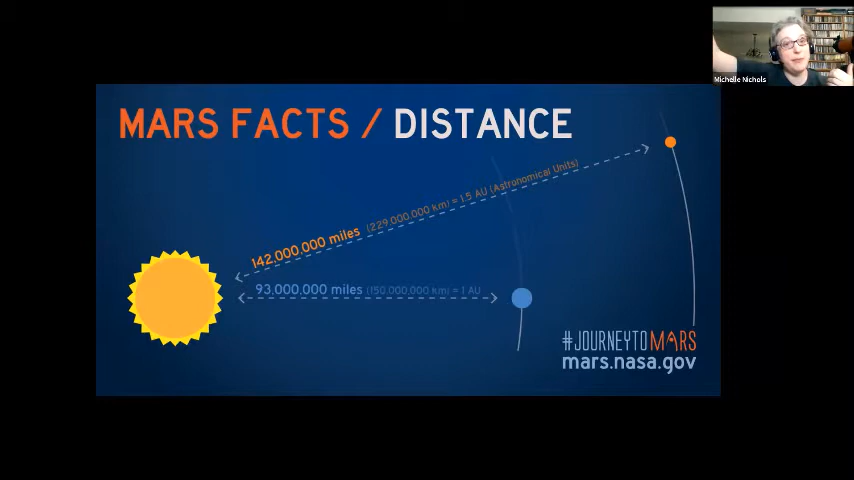 Michelle Nichols
MARS FACTS / DISTANCE
142,000,000 miles (229,000,000 km) = 1.5 AU (Astronomical Units)
93,000,000 miles (150,000,000 km) = 1 AU
#JOURNEYTOMARS
mars.nasa.gov